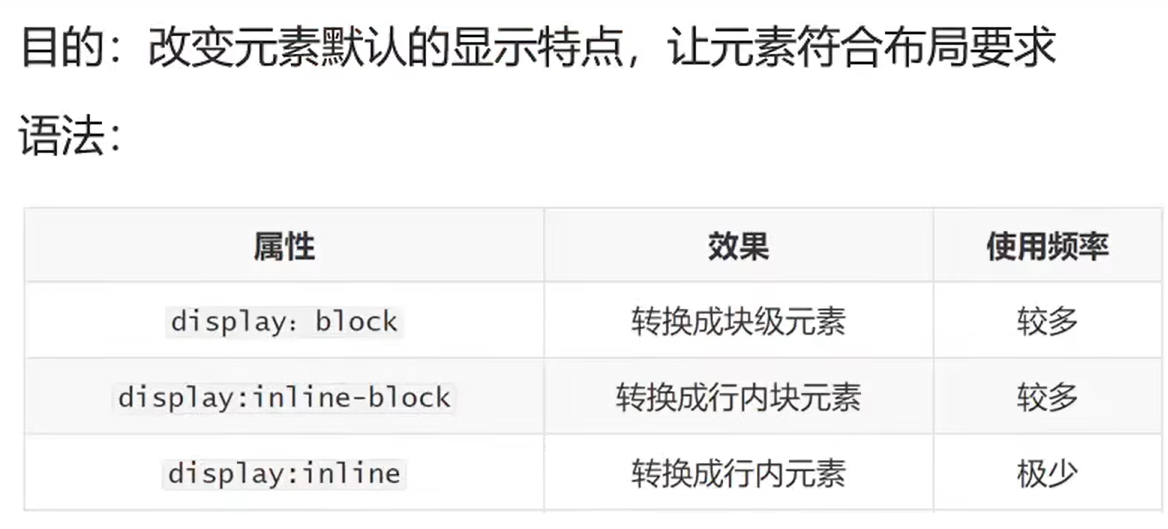 目的：改变元素默认的显示特点，让元素符合布局要求
语法：
属性 效果 使用频率
display：block 转换成块级元素 较多
display:inline-block 转换成行内块元素 较多
display:inline 转换成行内元素 极少